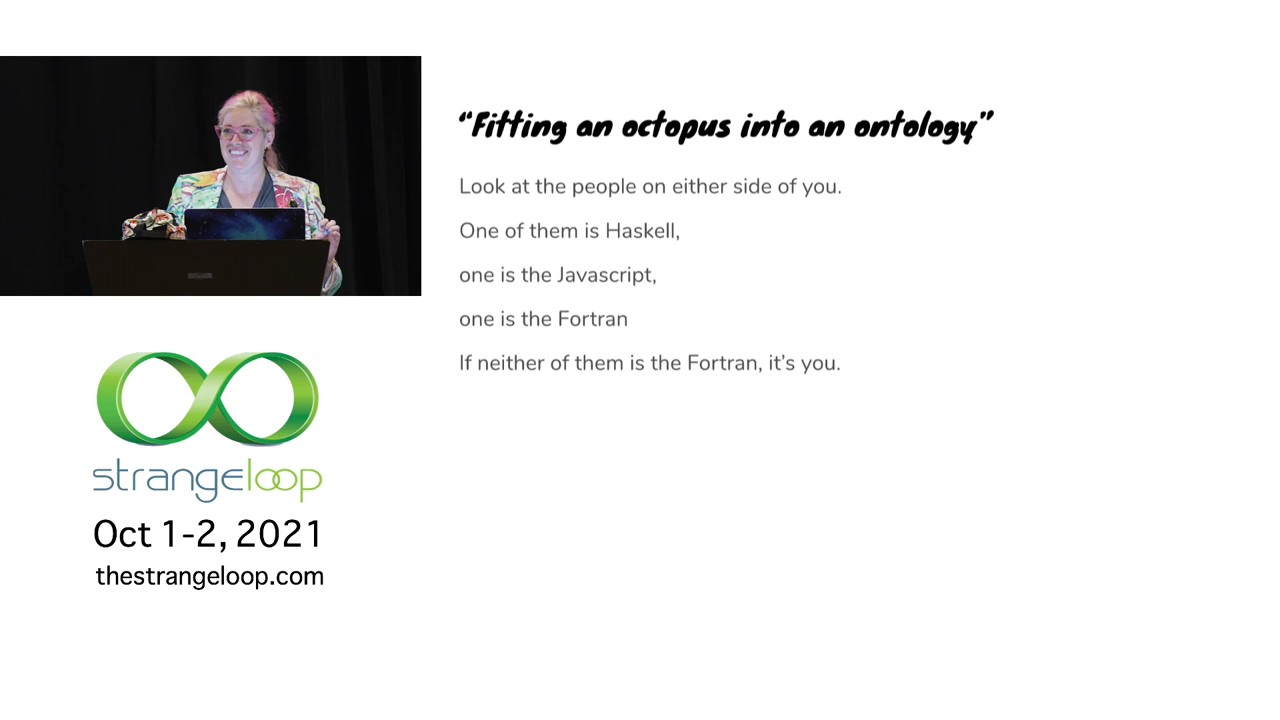 “Fitting an octopus into an ontology”
Look at the people on either side of you.
One of them is Haskell,
one is the Javascript,
one is the Fortran
If neither of them is the Fortran, it's you.
strangeloop
Oct 1-2, 2021
thestrangeloop.com